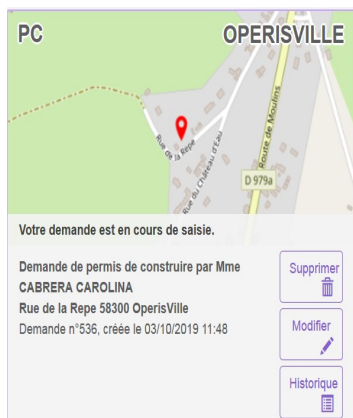 PC
OPERISVILLE
Rue de la Repe
Rue du Château d'Eau
Route de Moulins
D 979a
Votre demande est en cours de saisie.
Demande de permis de construire par Mme
CABRERA CAROLINA
Rue de la Repe 58300 OperisVille
Demande n°536, créée le 03/10/2019 11:48
Supprimer
Modifier
Historique